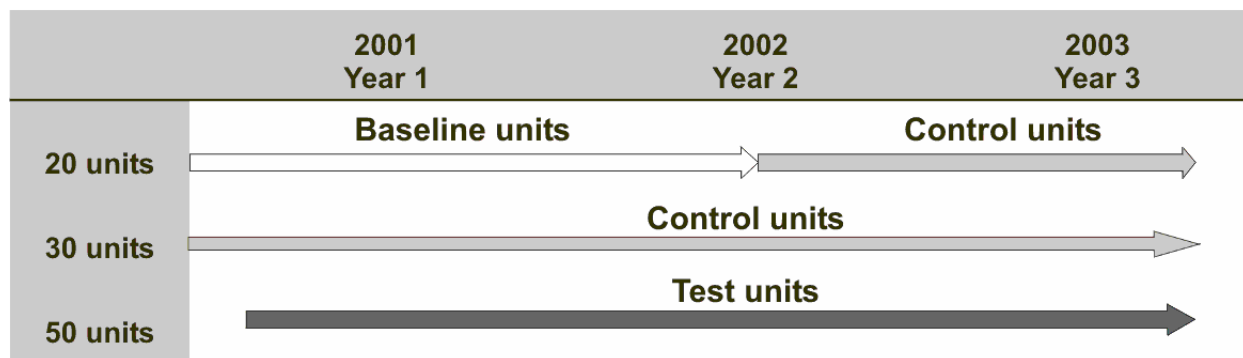 2001 2002 2003
Year 1 Year 2 Year 3
Baseline units Control units
20 units
Control units
30 units
Test units
50 units